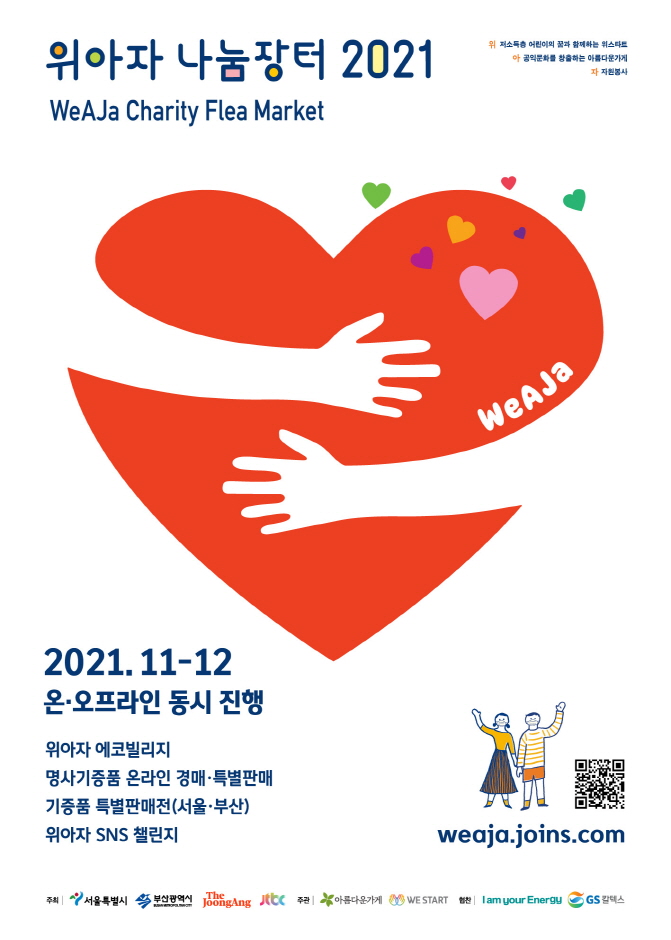 위아자 나눔장터 2021
WeAJa Charity Flea Market
위 저소득층 어린이의 꿈과 함께하는 위스타트
아 공익문화를 창출하는 아름다운가게
자 자원봉사
WeAJa
2021. 11-12
온·오프라인 동시 진행
위아자 에코빌리지
명사기증품 온라인 경매·특별판매
기증품 특별판매전(서울·부산)
위아자 SNS 챌린지
weaja.joins.com
주최 | 서울특별시 부산광역시 BUSAN METROPOLITAN CITY The JoongAng jtbc 주관 | 아름다운가게 WE START 협찬 | I am your Energy GS칼텍스